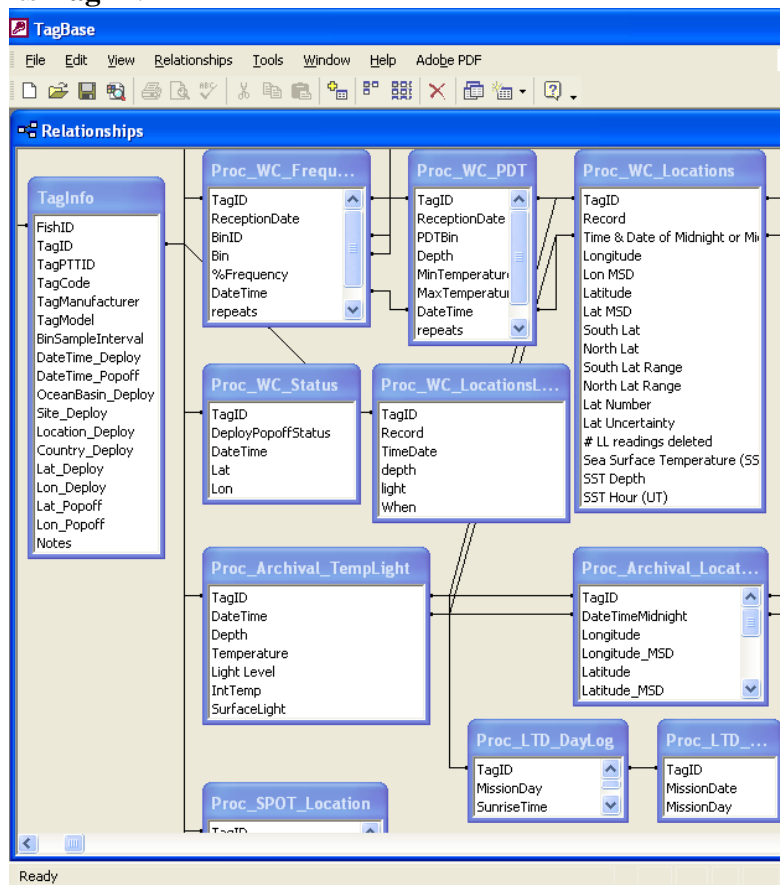 TagBase
File Edit View Relationships Tools Window Help Adobe PDF
Relationships
TagInfo
FishID
TagID
TagPTTID
TagCode
TagManufacturer
TagModel
BinSampleInterval
DateTime_Deploy
DateTime_Popoff
OceanBasin_Deploy
Site_Deploy
Location_Deploy
Country_Deploy
Lat_Deploy
Lon_Deploy
Lat_Popoff
Lon_Popoff
Notes
Proc_WC_Frequ...
TagID
ReceptionDate
BinID
Bin
%Frequency
DateTime
repeats
Proc_WC_PDT
TagID
ReceptionDate
PDTBin
Depth
MinTemperatur
MaxTemperatur
DateTime
repeats
Proc_WC_Locations
TagID
Record
Time & Date of Midnight or Mi
Longitude
Lon MSD
Latitude
Lat MSD
South Lat
North Lat
South Lat Range
North Lat Range
Lat Number
Lat Uncertainty
# LL readings deleted
Sea Surface Temperature (SS
SST Depth
SST Hour (UT)
Proc_WC_Status
TagID
DeployPopoffStatus
DateTime
Lat
Lon
Proc_WC_LocationsL...
TagID
Record
TimeDate
depth
light
When
Proc_Archival_TempLight
TagID
DateTime
Depth
Temperature
Light Level
IntTemp
SurfaceLight
Proc_Archival_Locat...
TagID
DateTimeMidnight
Longitude
Longitude_MSD
Latitude
Latitude_MSD
Proc_LTD_DayLog
TagID
MissionDay
SunriseTime
Proc_LTD_...
TagID
MissionDate
MissionDay
Proc_SPOT_Location
TagID
Ready